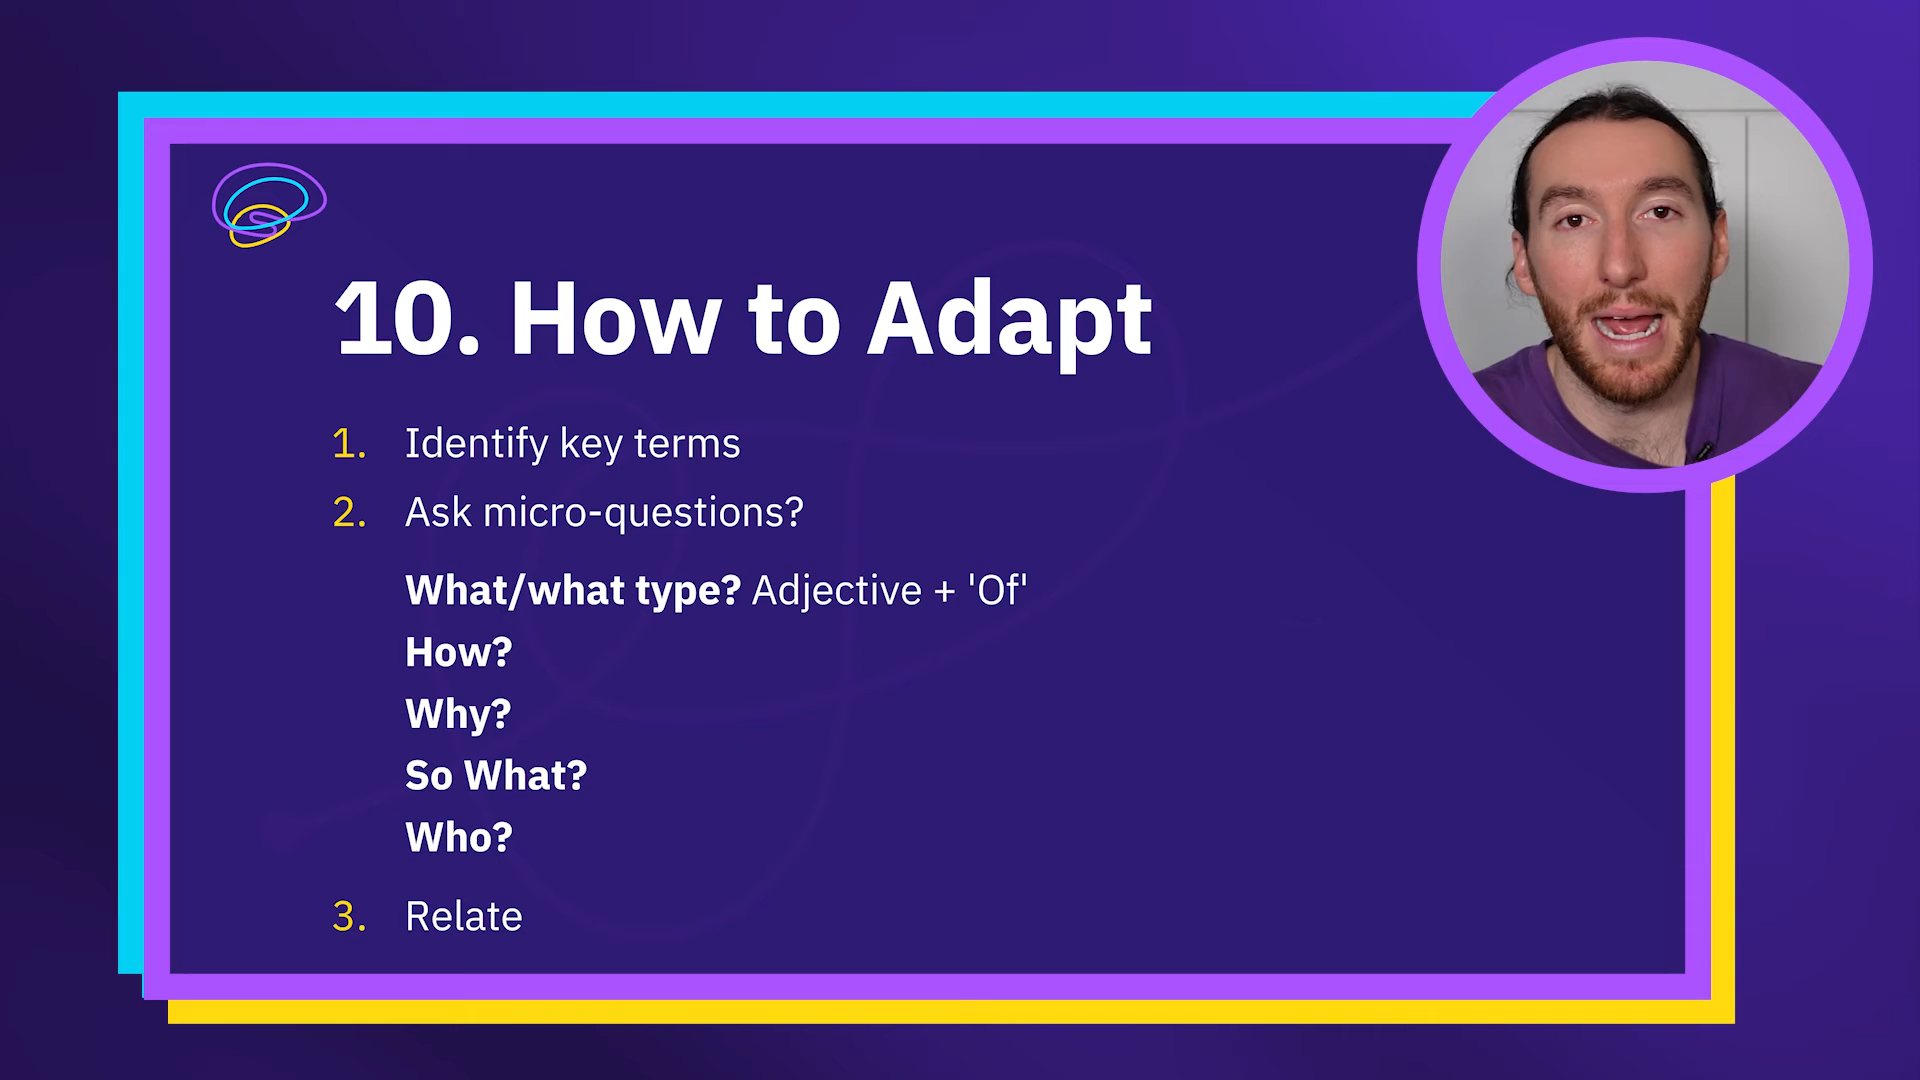 10. How to Adapt
1. Identify key terms
2. Ask micro-questions?
What/what type? Adjective + 'Of'
How?
Why?
So What?
Who?
3. Relate